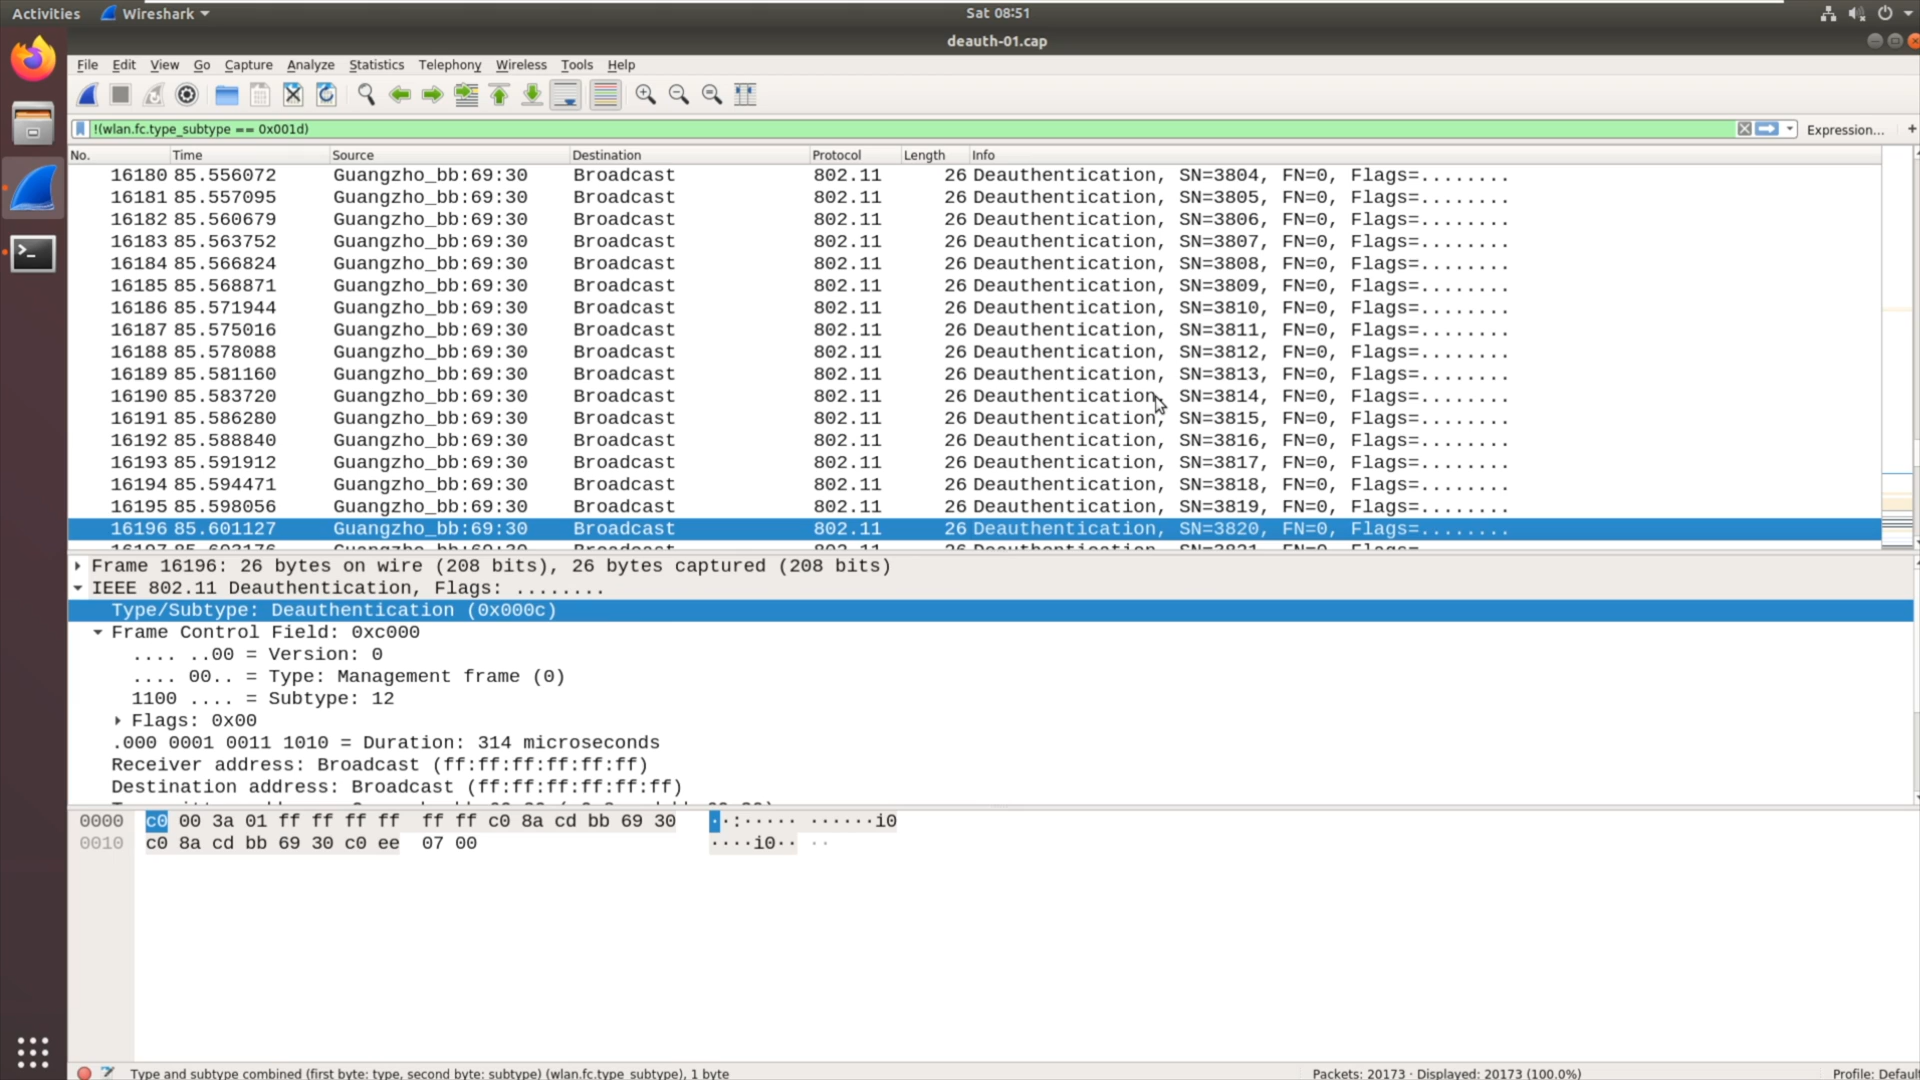 Activities Wireshark Sat 08:51
deauth-01.cap
File Edit View Go Capture Analyze Statistics Telephony Wireless Tools Help
!(wlan.fc.type_subtype == 0x001d) Expression... +
No. Time Source Destination Protocol Length Info
16180 85.556072 Guangzho_bb:69:30 Broadcast 802.11 26 Deauthentication, SN=3804, FN=0, Flags=........
16181 85.557095 Guangzho_bb:69:30 Broadcast 802.11 26 Deauthentication, SN=3805, FN=0, Flags=........
16182 85.560679 Guangzho_bb:69:30 Broadcast 802.11 26 Deauthentication, SN=3806, FN=0, Flags=........
16183 85.563752 Guangzho_bb:69:30 Broadcast 802.11 26 Deauthentication, SN=3807, FN=0, Flags=........
16184 85.566824 Guangzho_bb:69:30 Broadcast 802.11 26 Deauthentication, SN=3808, FN=0, Flags=........
16185 85.568871 Guangzho_bb:69:30 Broadcast 802.11 26 Deauthentication, SN=3809, FN=0, Flags=........
16186 85.571944 Guangzho_bb:69:30 Broadcast 802.11 26 Deauthentication, SN=3810, FN=0, Flags=........
16187 85.575016 Guangzho_bb:69:30 Broadcast 802.11 26 Deauthentication, SN=3811, FN=0, Flags=........
16188 85.578088 Guangzho_bb:69:30 Broadcast 802.11 26 Deauthentication, SN=3812, FN=0, Flags=........
16189 85.581160 Guangzho_bb:69:30 Broadcast 802.11 26 Deauthentication, SN=3813, FN=0, Flags=........
16190 85.583720 Guangzho_bb:69:30 Broadcast 802.11 26 Deauthentication, SN=3814, FN=0, Flags=........
16191 85.586280 Guangzho_bb:69:30 Broadcast 802.11 26 Deauthentication, SN=3815, FN=0, Flags=........
16192 85.588840 Guangzho_bb:69:30 Broadcast 802.11 26 Deauthentication, SN=3816, FN=0, Flags=........
16193 85.591912 Guangzho_bb:69:30 Broadcast 802.11 26 Deauthentication, SN=3817, FN=0, Flags=........
16194 85.594471 Guangzho_bb:69:30 Broadcast 802.11 26 Deauthentication, SN=3818, FN=0, Flags=........
16195 85.598056 Guangzho_bb:69:30 Broadcast 802.11 26 Deauthentication, SN=3819, FN=0, Flags=........
16196 85.601127 Guangzho_bb:69:30 Broadcast 802.11 26 Deauthentication, SN=3820, FN=0, Flags=........
Frame 16196: 26 bytes on wire (208 bits), 26 bytes captured (208 bits)
IEEE 802.11 Deauthentication, Flags: ........
Type/Subtype: Deauthentication (0x000c)
Frame Control Field: 0xc000
.... ..00 = Version: 0
.... 00.. = Type: Management frame (0)
1100 .... = Subtype: 12
Flags: 0x00
.000 0001 0011 1010 = Duration: 314 microseconds
Receiver address: Broadcast (ff:ff:ff:ff:ff:ff)
Destination address: Broadcast (ff:ff:ff:ff:ff:ff)
0000 c0 00 3a 01 ff ff ff ff ff ff c0 8a cd bb 69 30 ··:····· ······i0
0010 c0 8a cd bb 69 30 c0 ee 07 00 ····i0·· ··
Type and subtype combined (first byte: type, second byte: subtype) (wlan.fc.type_subtype), 1 byte Packets: 20173 · Displayed: 20173 (100.0%) Profile: Default